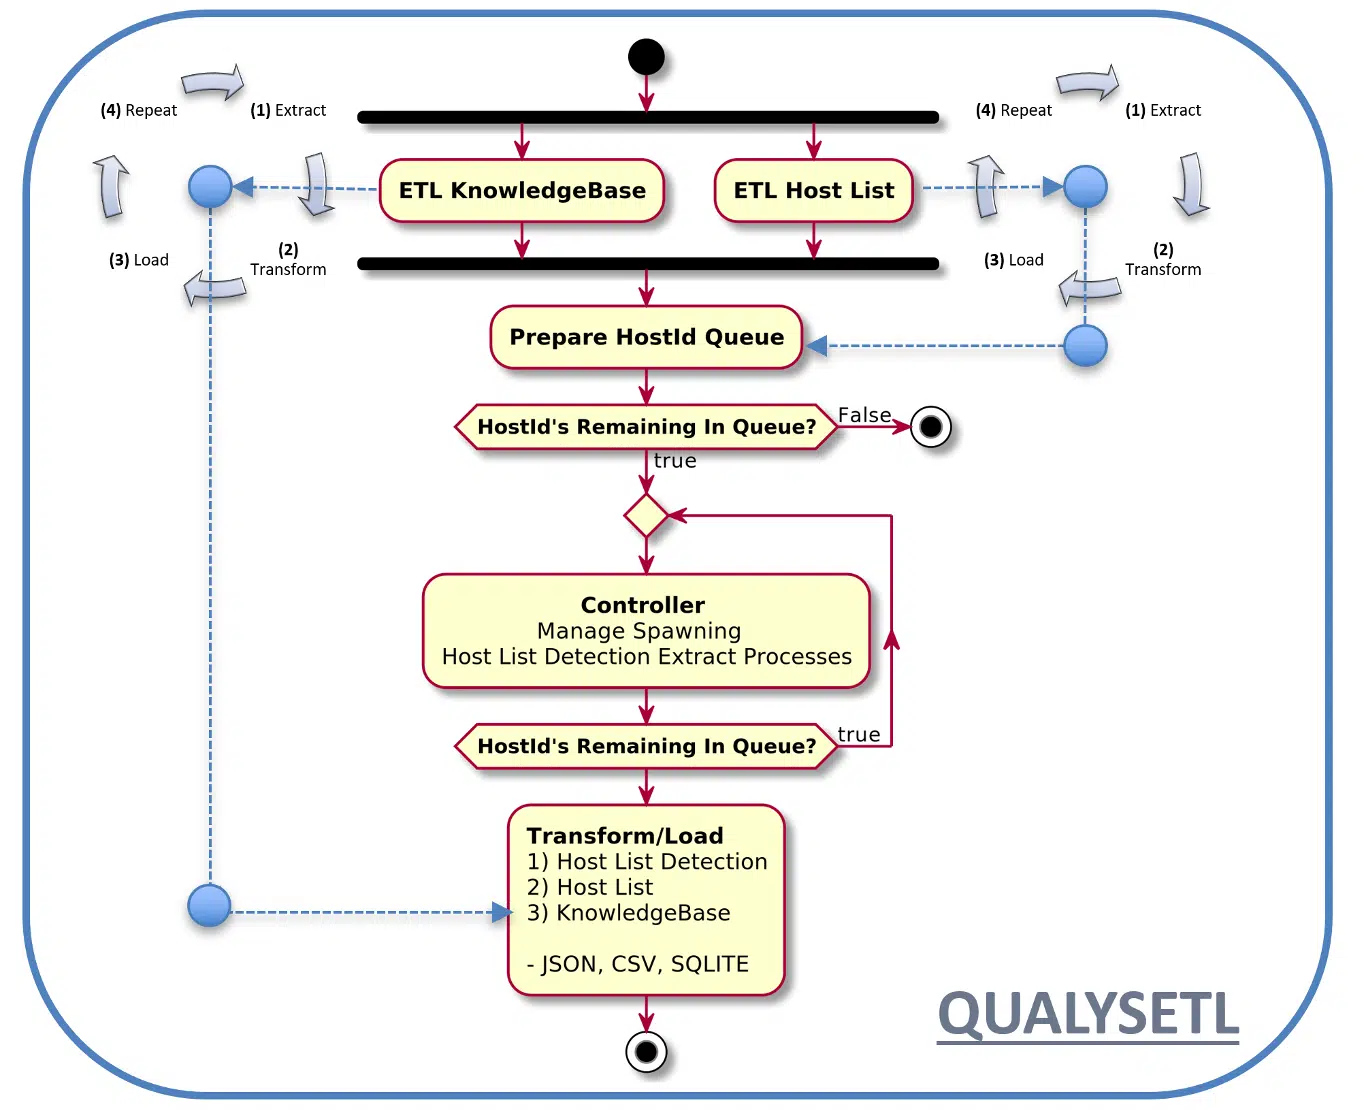 (4) Repeat
(1) Extract
(4) Repeat
(1) Extract
ETL KnowledgeBase
ETL Host List
(3) Load
(2)
Transform
(3) Load
(2)
Transform
Prepare HostId Queue
HostId's Remaining In Queue?
False
true
Controller
Manage Spawning
Host List Detection Extract Processes
HostId's Remaining In Queue?
true
Transform/Load
1) Host List Detection
2) Host List
3) KnowledgeBase
- JSON, CSV, SQLITE
QUALYSETL